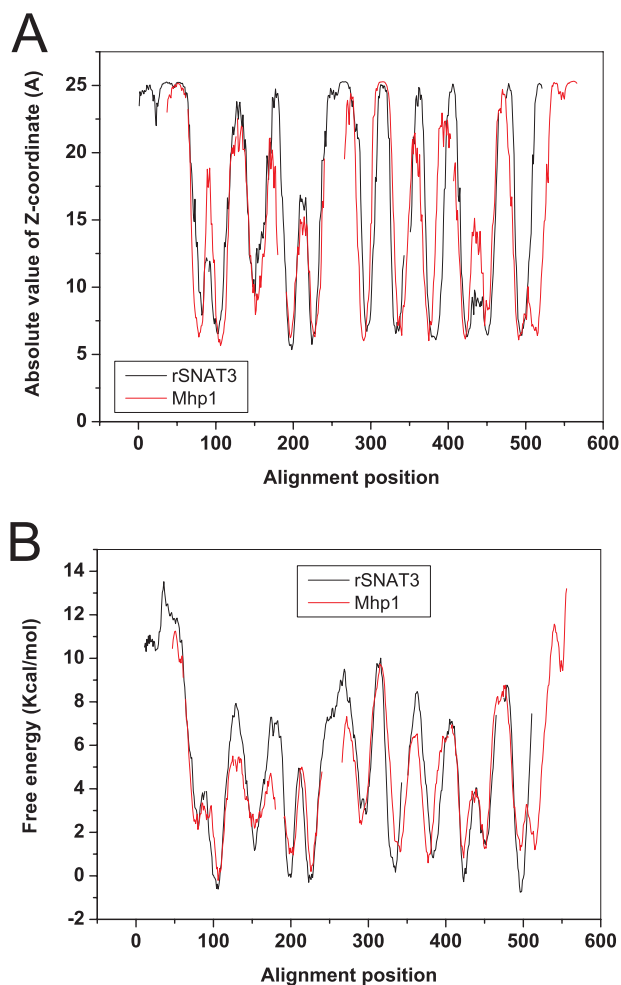 A
Absolute value of Z-coordinate (A)
25
20
15
10
5
0
rSNAT3
Mhp1
0 100 200 300 400 500 600
Alignment position
B
Free energy (Kcal/mol)
14
12
10
8
6
4
2
0
-2
rSNAT3
Mhp1
0 100 200 300 400 500 600
Alignment position